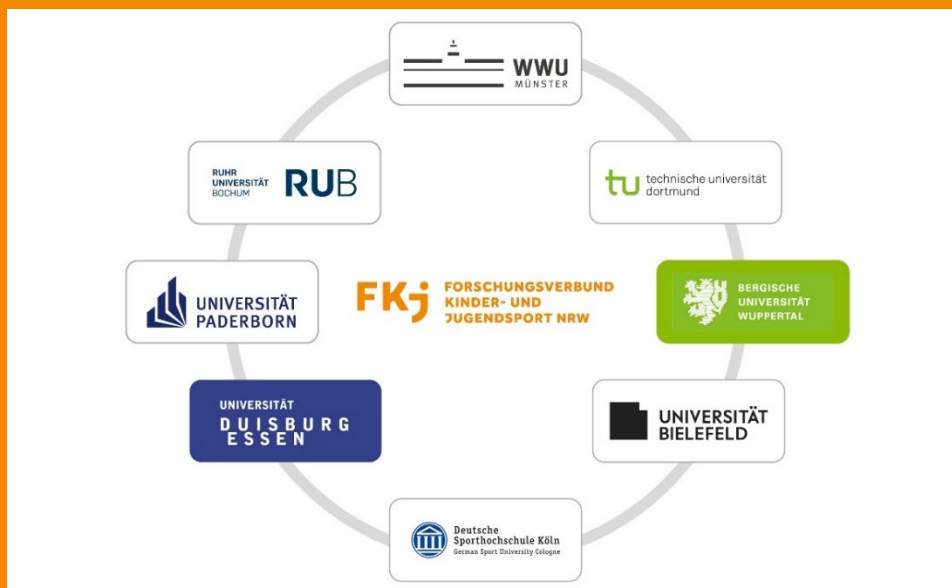 WWU
MÜNSTER
RUHR
UNIVERSITÄT
BOCHUM
RUB
technische universität
dortmund
UNIVERSITÄT
PADERBORN
FKj
FORSCHUNGSVERBUND
KINDER- UND
JUGENDSPORT NRW
BERGISCHE
UNIVERSITÄT
WUPPERTAL
UNIVERSITÄT
DUISBURG
ESSEN
UNIVERSITÄT
BIELEFELD
Deutsche
Sporthochschule Köln
German Sport University Cologne